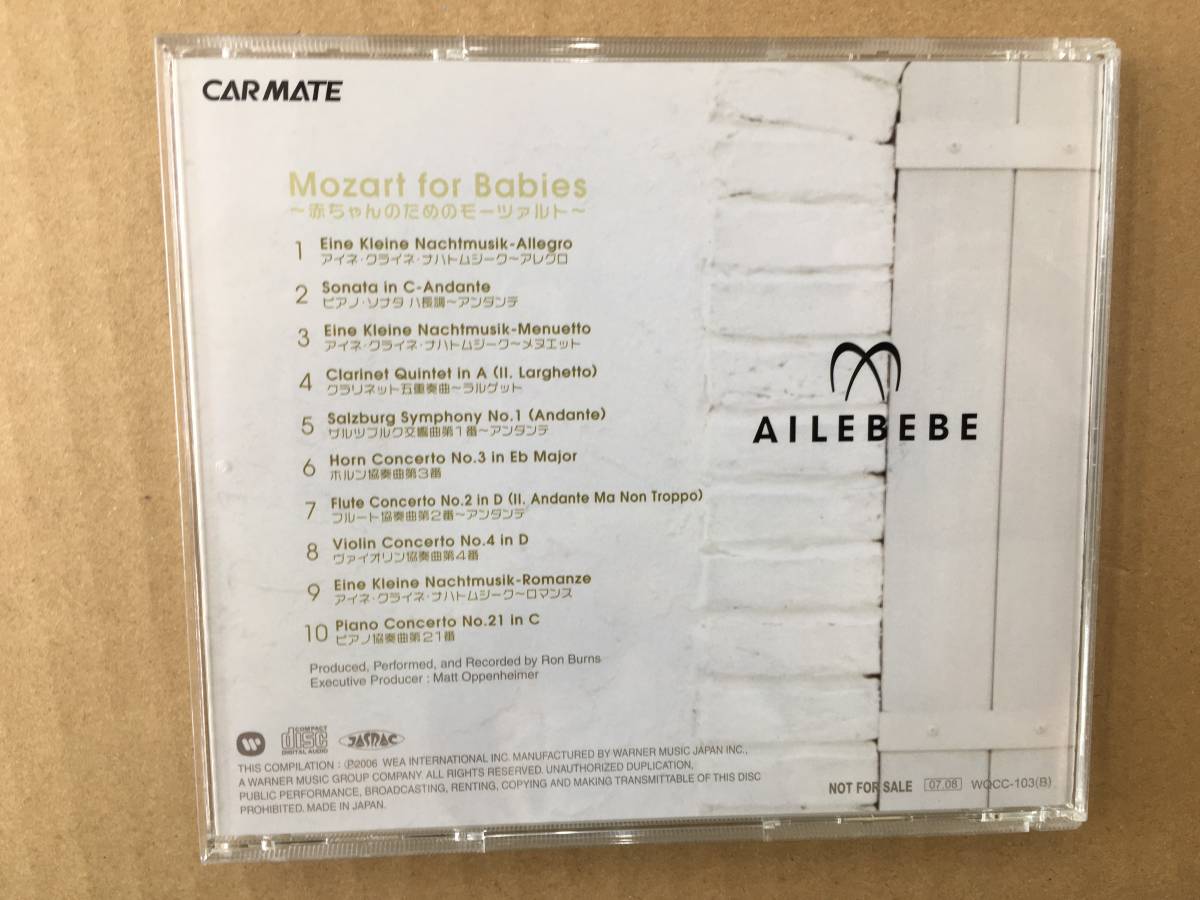 CARMATE
Mozart for Babies
～赤ちゃんのためのモーツァルト～
1 Eine Kleine Nachtmusik-Allegro
アイネ・クライネ・ナハトムジーク～アレグロ
2 Sonata in C-Andante
ピアノ・ソナタ ハ長調～アンダンテ
3 Eine Kleine Nachtmusik-Menuetto
アイネ・クライネ・ナハトムジーク～メヌエット
4 Clarinet Quintet in A (II. Larghetto)
クラリネット五重奏曲～ラルゲット
5 Salzburg Symphony No.1 (Andante)
ザルツブルク交響曲第1番～アンダンテ
6 Horn Concerto No.3 in Eb Major
ホルン協奏曲第3番
7 Flute Concerto No.2 in D (II. Andante Ma Non Troppo)
フルート協奏曲第2番～アンダンテ
8 Violin Concerto No.4 in D
ヴァイオリン協奏曲第4番
9 Eine Kleine Nachtmusik-Romanze
アイネ・クライネ・ナハトムジーク～ロマンス
10 Piano Concerto No.21 in C
ピアノ協奏曲第21番
Produced, Performed, and Recorded by Ron Burns
Executive Producer : Matt Oppenheimer
AILEBEBE
COMPACT
disc
DIGITAL AUDIO
JASRAC
THIS COMPILATION : ℗2006 WEA INTERNATIONAL INC. MANUFACTURED BY WARNER MUSIC JAPAN INC.,
A WARNER MUSIC GROUP COMPANY. ALL RIGHTS RESERVED. UNAUTHORIZED DUPLICATION,
PUBLIC PERFORMANCE, BROADCASTING, RENTING, COPYING AND MAKING TRANSMITTABLE OF THIS DISC
PROHIBITED. MADE IN JAPAN.
NOT FOR SALE 07.08 WQCC-103(B)